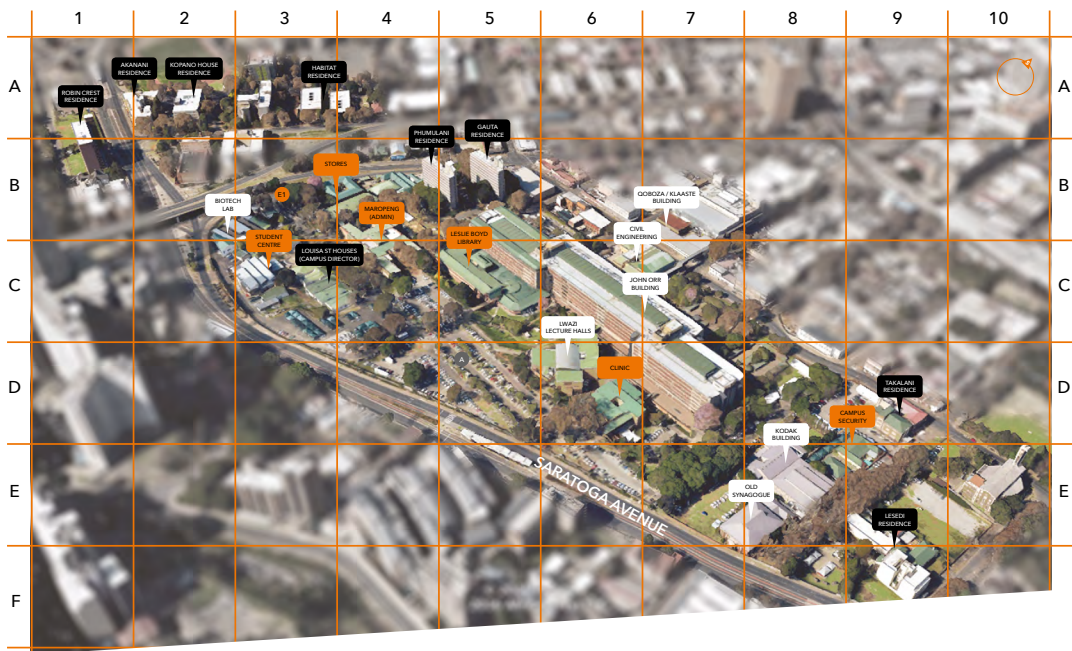 1 2 3 4 5 6 7 8 9 10
A
A
AKANANI
RESIDENCE
KOPANO HOUSE
RESIDENCE
HABITAT
RESIDENCE
ROBIN CREST
RESIDENCE
PHUMULANI
RESIDENCE
GAUTA
RESIDENCE
B
B
STORES
E1
BIOTECH
LAB
MAROPENG
(ADMIN)
QOBOZA / KLAASTE
BUILDING
STUDENT
CENTRE
LESLIE BOYD
LIBRARY
CIVIL
ENGINEERING
LOUISA ST HOUSES
(CAMPUS DIRECTOR)
C
C
JOHN ORR
BUILDING
LWAZI
LECTURE HALLS
A
CLINIC
D
D
TAKALANI
RESIDENCE
CAMPUS
SECURITY
KODAK
BUILDING
E
E
SARATOGA AVENUE
OLD
SYNAGOGUE
LESEDI
RESIDENCE
F
F